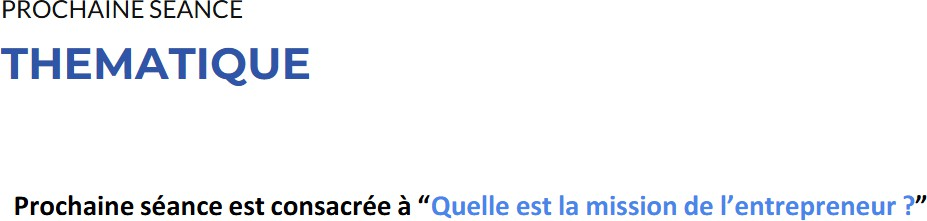 PROCHAINE SEANCE
THEMATIQUE
Prochaine séance est consacrée à “Quelle est la mission de l’entrepreneur ?”